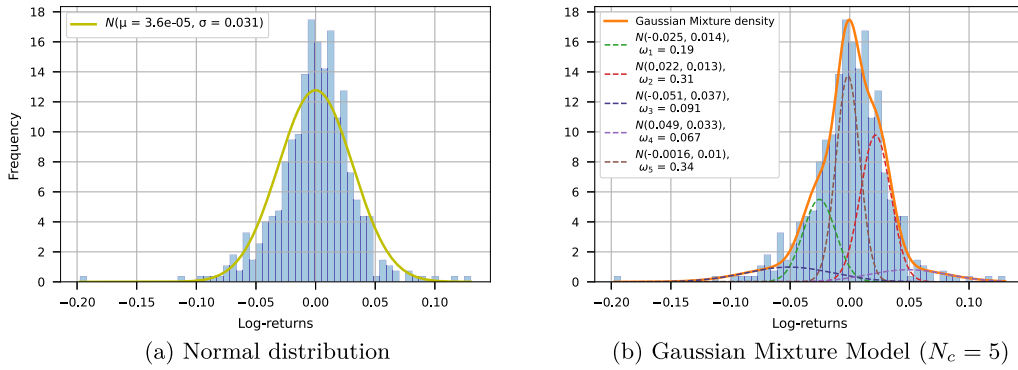 N(μ = 3.6e-05, σ = 0.031)
18
16
14
12
10
8
6
4
2
0
Frequency
−0.20
−0.15
−0.10
−0.05
0.00
0.05
0.10
Log-returns
(a) Normal distribution
Gaussian Mixture density
N(-0.025, 0.014),
ω1 = 0.19
N(0.022, 0.013),
ω2 = 0.31
N(-0.051, 0.037),
ω3 = 0.091
N(0.049, 0.033),
ω4 = 0.067
N(-0.0016, 0.01),
ω5 = 0.34
18
16
14
12
10
8
6
4
2
0
−0.20
−0.15
−0.10
−0.05
0.00
0.05
0.10
Log-returns
(b) Gaussian Mixture Model (Nc = 5)